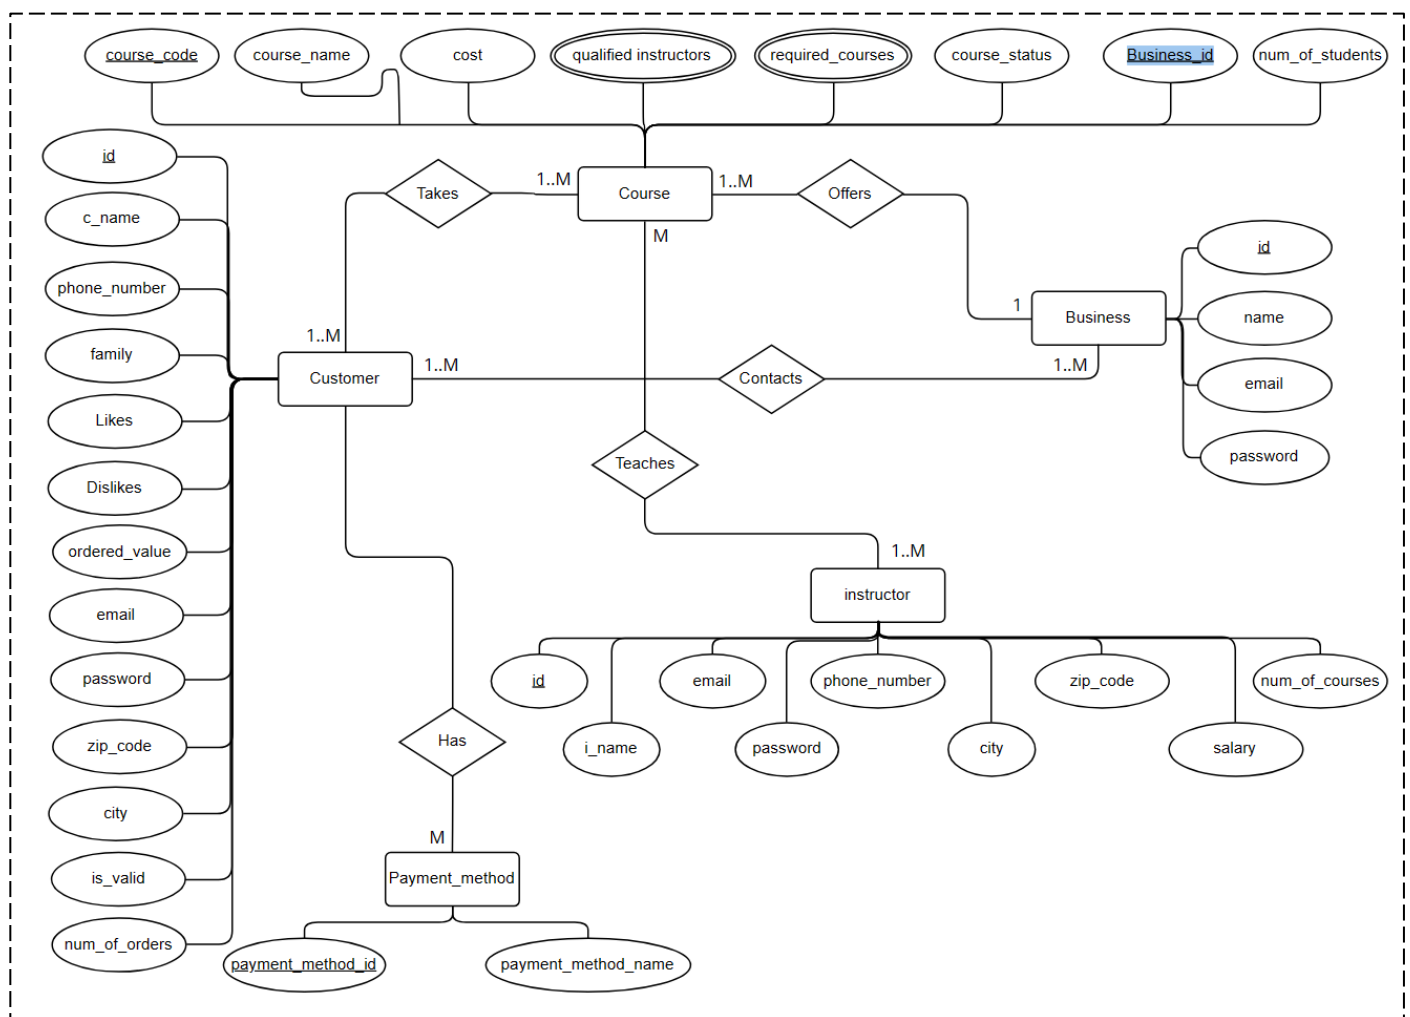 course_code
course_name
cost
qualified instructors
required_courses
course_status
Business_id
num_of_students
id
c_name
phone_number
family
Likes
Dislikes
ordered_value
email
password
zip_code
city
is_valid
num_of_orders
Takes
1..M
Course
1..M
Offers
M
1..M
Customer
1..M
Contacts
1..M
1
Business
id
name
email
password
Teaches
1..M
instructor
id
email
phone_number
zip_code
num_of_courses
i_name
password
city
salary
Has
M
Payment_method
payment_method_id
payment_method_name